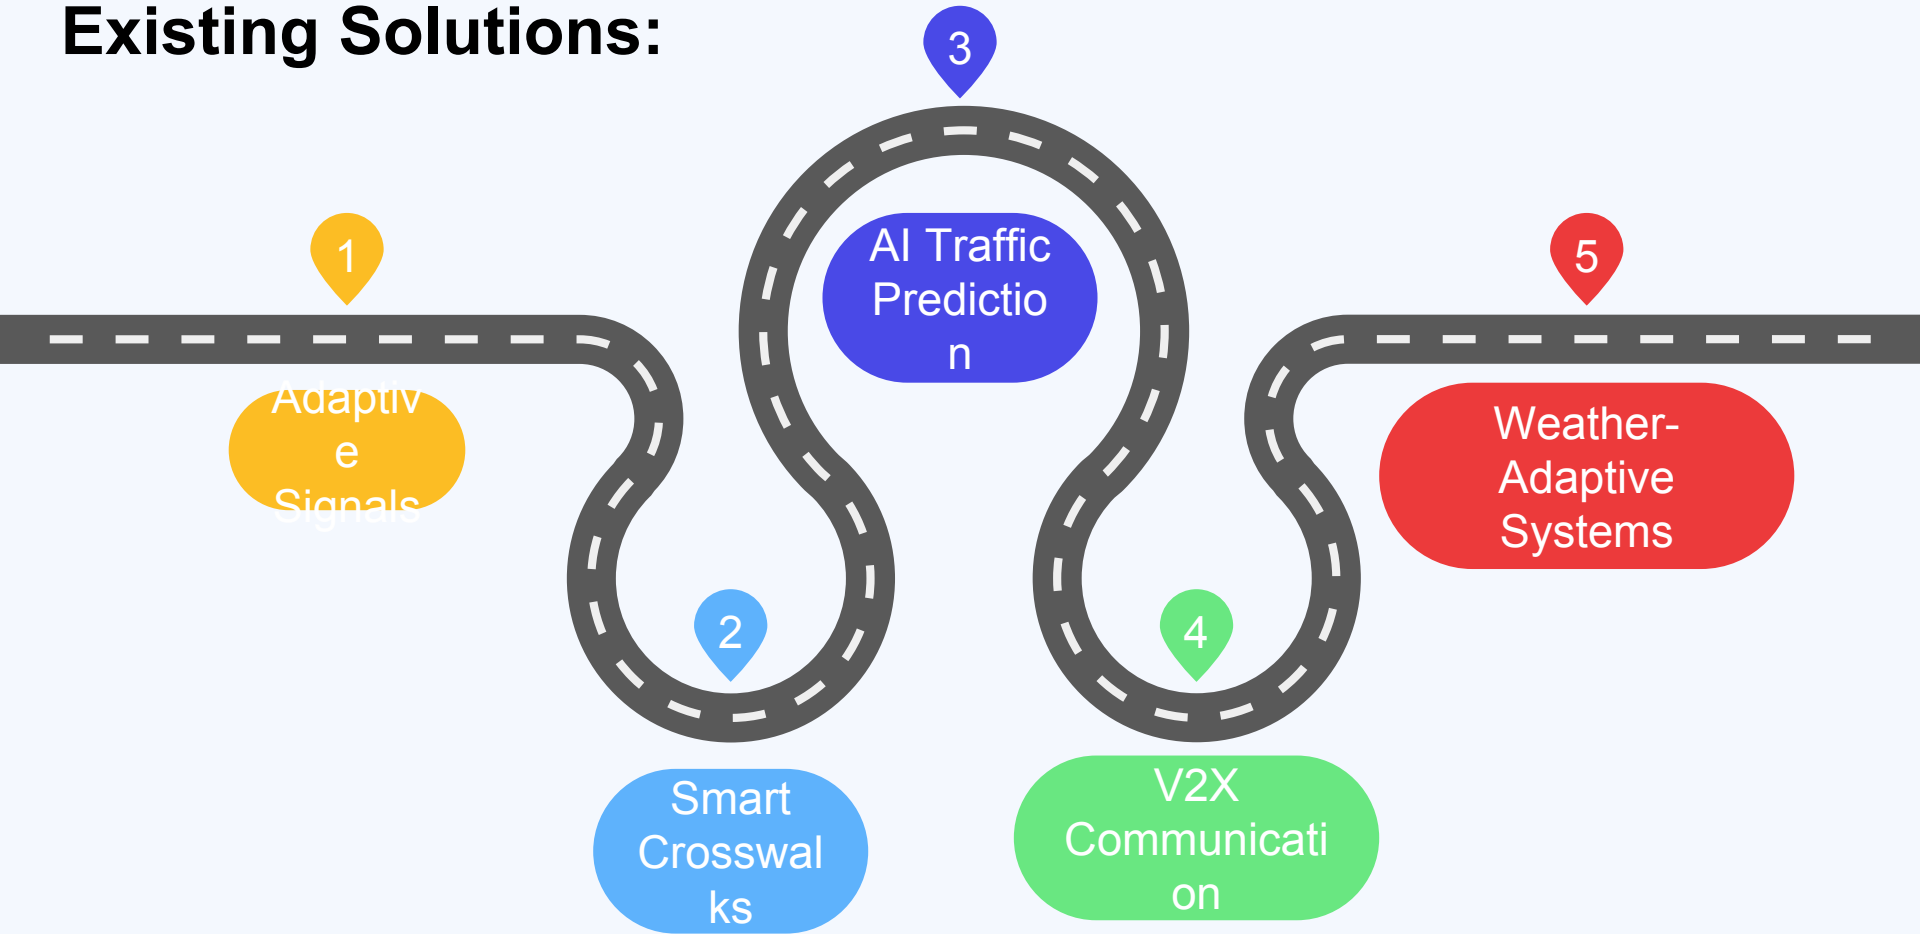 Existing Solutions:
1
Adaptiv
e
Signals
2
Smart
Crosswal
ks
3
AI Traffic
Predictio
n
4
V2X
Communicati
on
5
Weather-
Adaptive
Systems